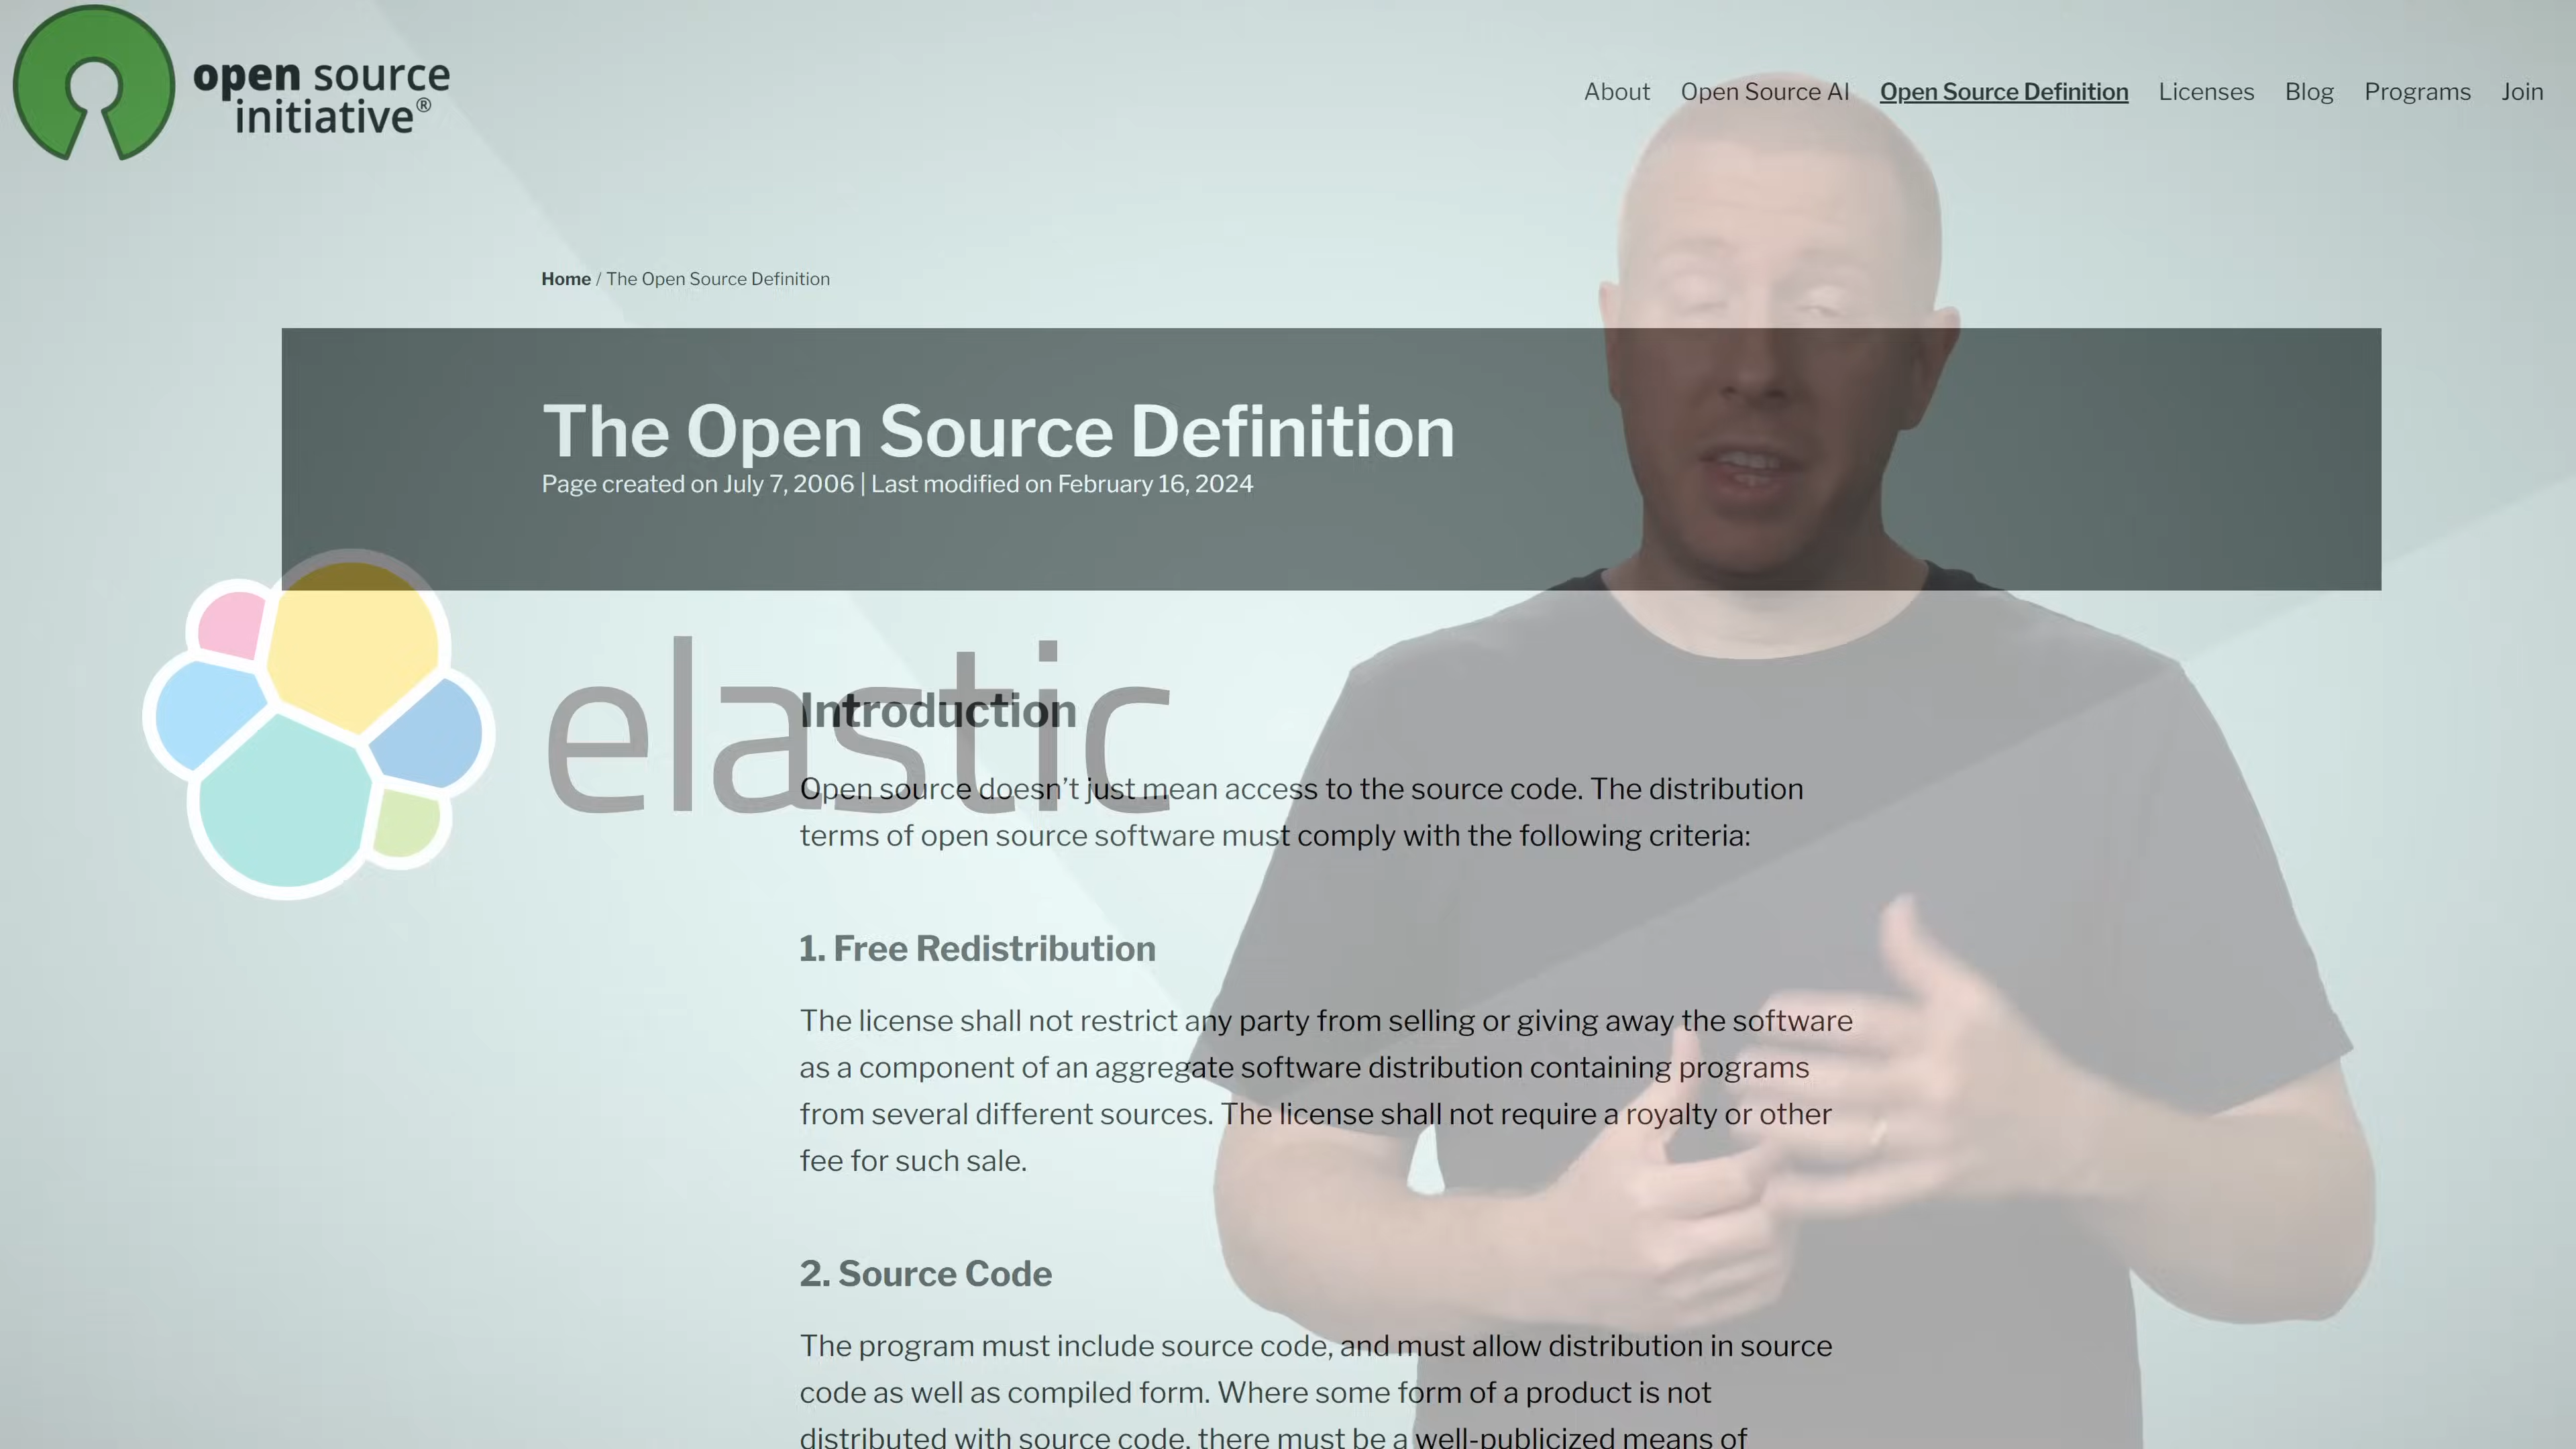 open source
initiative®
About Open Source AI Open Source Definition Licenses Blog Programs Join
Home / The Open Source Definition
The Open Source Definition
Page created on July 7, 2006 | Last modified on February 16, 2024
elastic
Introduction
Open source doesn’t just mean access to the source code. The distribution
terms of open source software must comply with the following criteria:
1. Free Redistribution
The license shall not restrict any party from selling or giving away the software
as a component of an aggregate software distribution containing programs
from several different sources. The license shall not require a royalty or other
fee for such sale.
2. Source Code
The program must include source code, and must allow distribution in source
code as well as compiled form. Where some form of a product is not
distributed with source code, there must be a well-publicized means of